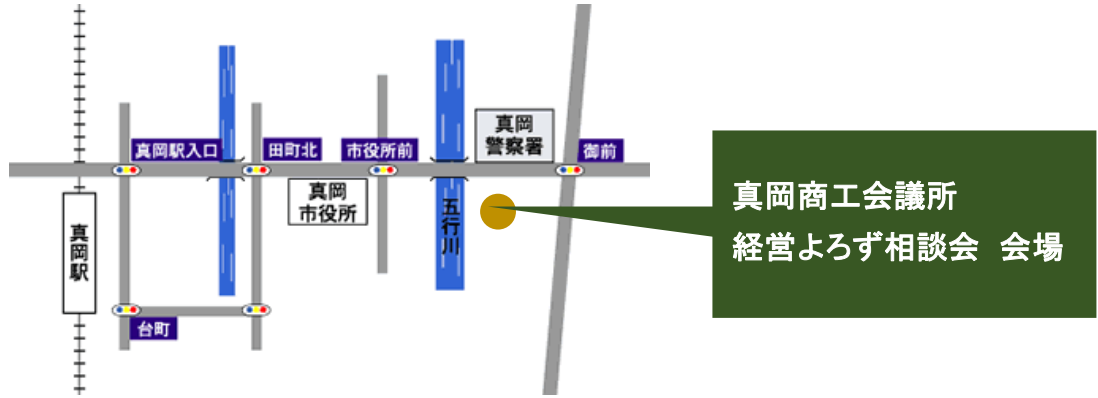 真岡駅入口
田町北
市役所前
真岡
警察署
御前
真岡
市役所
五行川
真岡駅
台町
真岡商工会議所
経営よろず相談会　会場